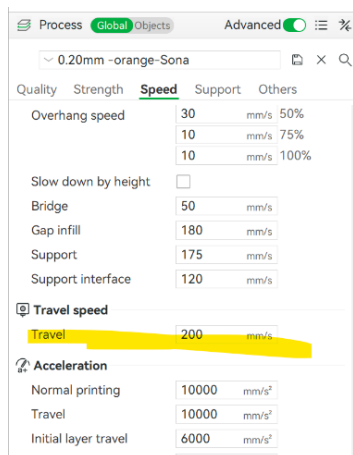 Process Global Objects Advanced
0.20mm -orange-Sona
Quality Strength Speed Support Others
Overhang speed 30 mm/s 50%
10 mm/s 75%
10 mm/s 100%
Slow down by height
Bridge 50 mm/s
Gap infill 180 mm/s
Support 175 mm/s
Support interface 120 mm/s
Travel speed
Travel 200 mm/s
Acceleration
Normal printing 10000 mm/s²
Travel 10000 mm/s²
Initial layer travel 6000 mm/s²